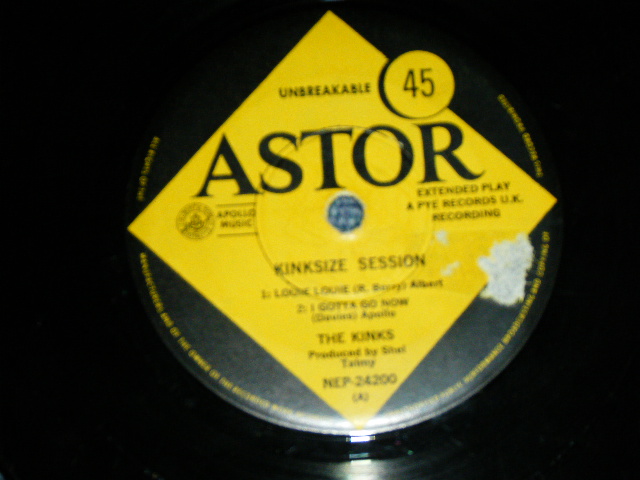 UNBREAKABLE
45
ASTOR
EXTENDED PLAY
A PYE RECORDS U.K.
RECORDING
APOLLO
MUSIC
KINKSIZE SESSION
1: LOUIE LOUIE (R. Berry) Albert
2: I GOTTA GO NOW
(Davies) Apollo
THE KINKS
Produced by Shel
Talmy
NEP-24200
(A)